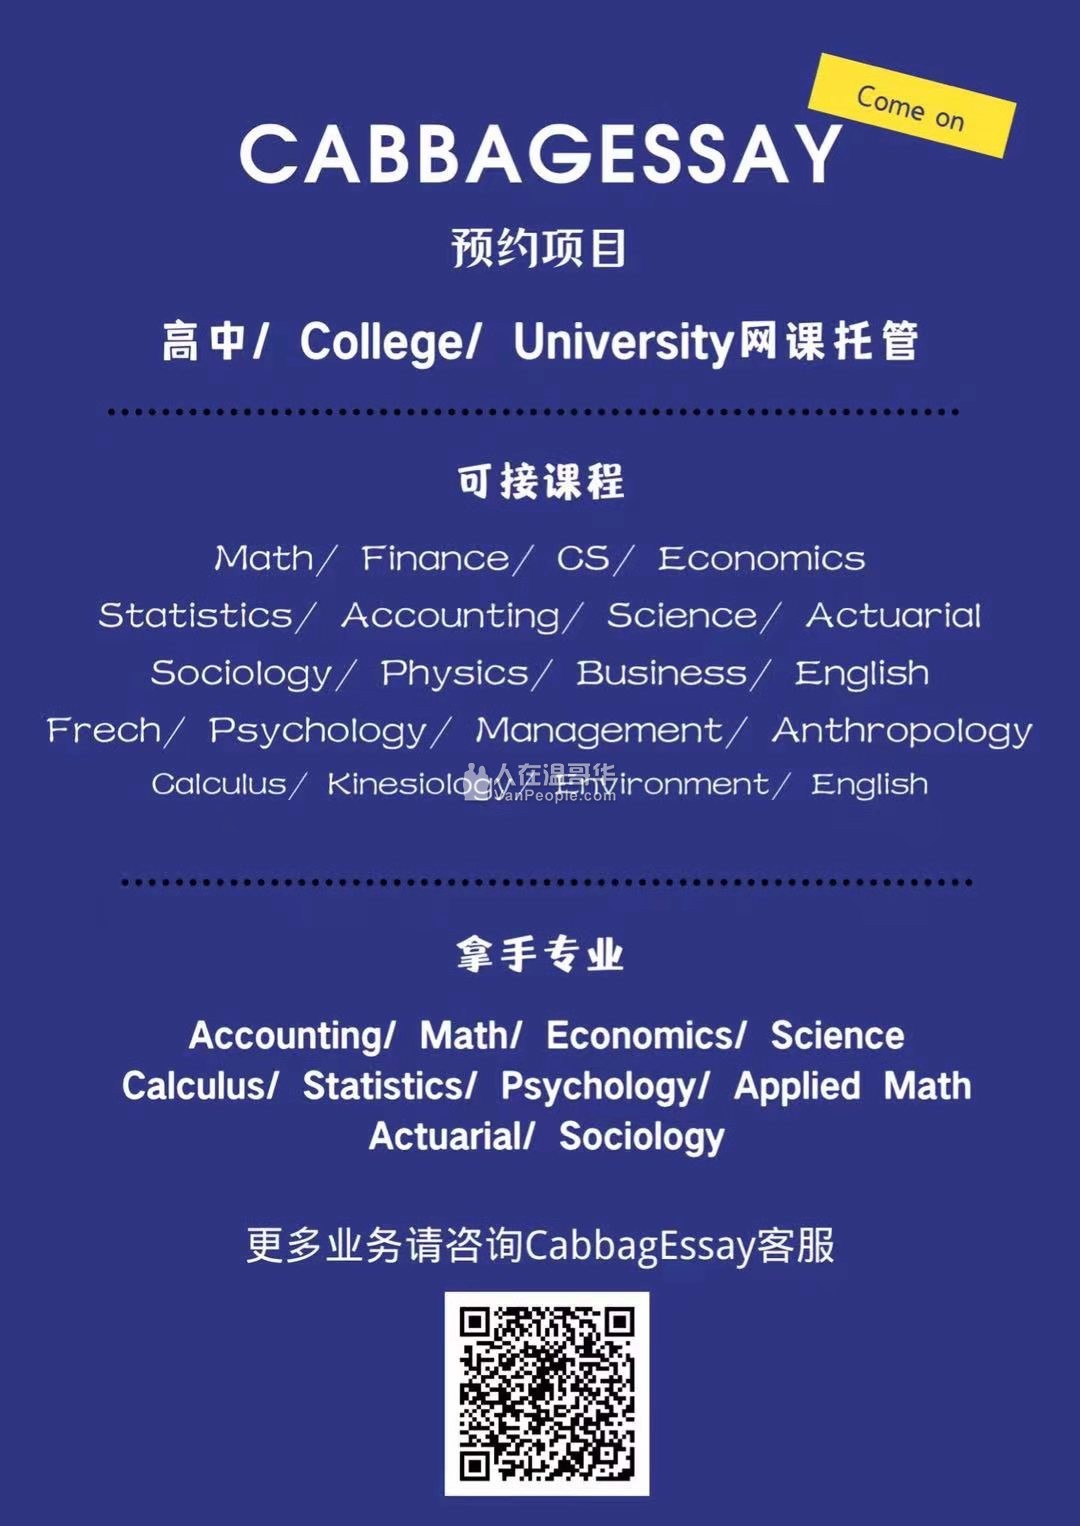 Come on
CABBAGESSAY
预约项目
高中/ College/ University网课托管
可接课程
Math/ Finance/ CS/ Economics
Statistics/ Accounting/ Science/ Actuarial
Sociology/ Physics/ Business/ English
Frech/ Psychology/ Management/ Anthropology
Calculus/ Kinesiology/ Environment/ English
人在温哥华
VanPeople.com
拿手专业
Accounting/ Math/ Economics/ Science
Calculus/ Statistics/ Psychology/ Applied Math
Actuarial/ Sociology
更多业务请咨询CabbagEssay客服